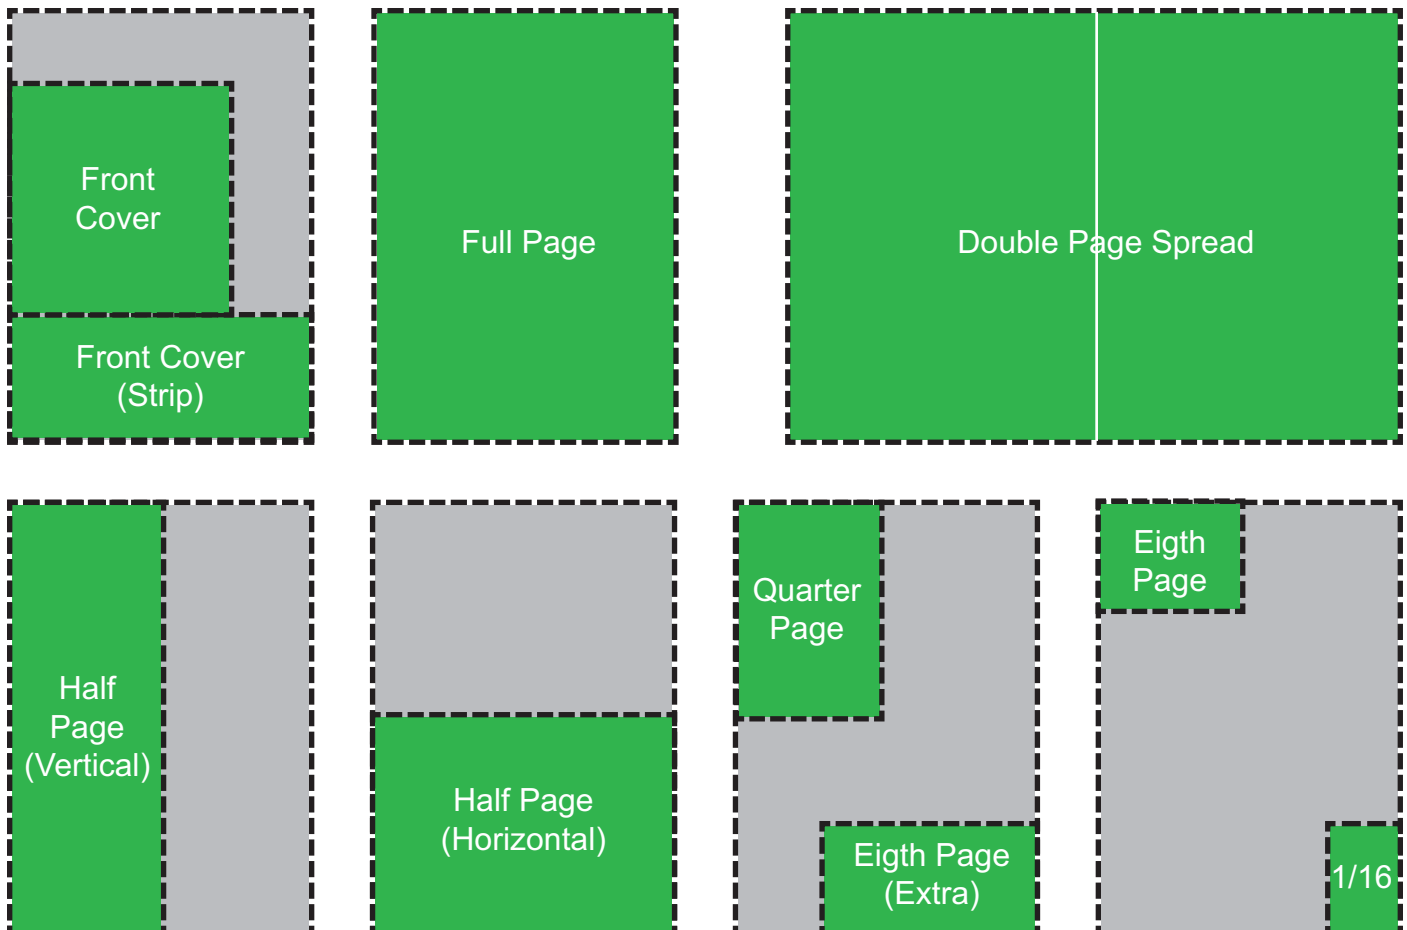 Front
Cover
Front Cover
(Strip)
Full Page
Double Page Spread
Half
Page
(Vertical)
Half Page
(Horizontal)
Quarter
Page
Eigth Page
(Extra)
Eigth
Page
1/16